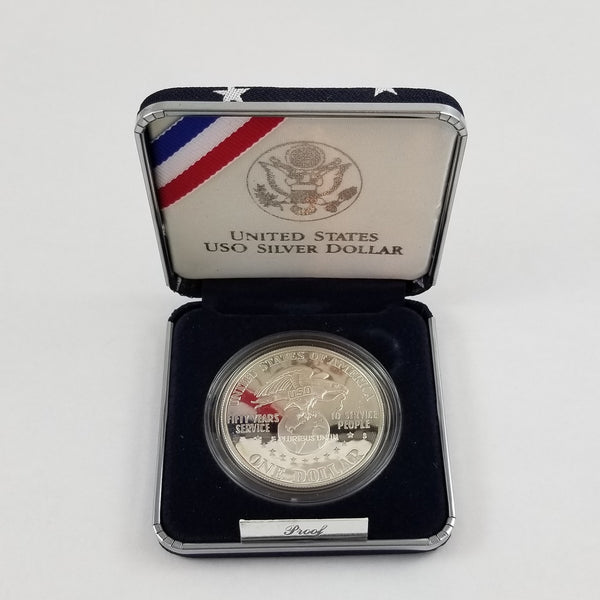 UNITED STATES
USO SILVER DOLLAR
UNITED STATES OF AMERICA
USO
FIFTY YEARS SERVICE
TO SERVICE PEOPLE
E PLURIBUS UNUM
S
ONE DOLLAR
Proof